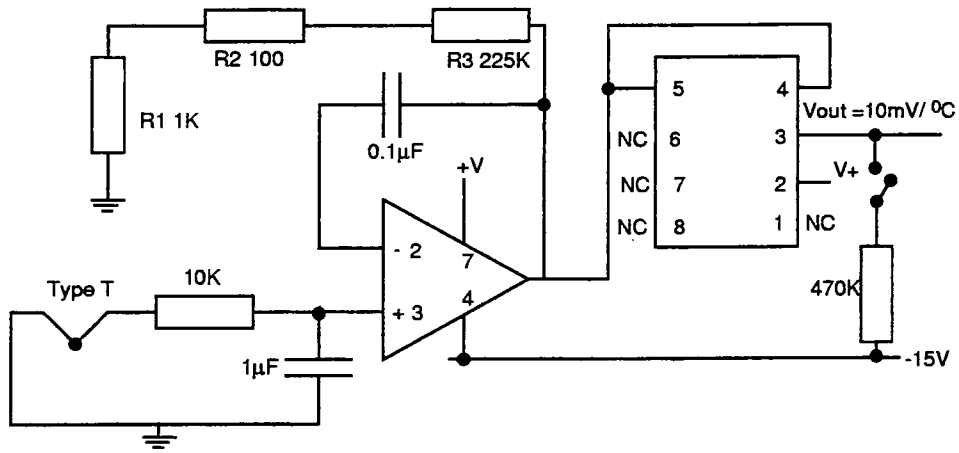 R2 100
R3 225K
R1 1K
0.1µF
5
4
Vout =10mV/ ⁰C
NC 6
3
NC 7
2
V+
NC 8
1 NC
+V
- 2
7
Type T
10K
+ 3
4
470K
1µF
-15V